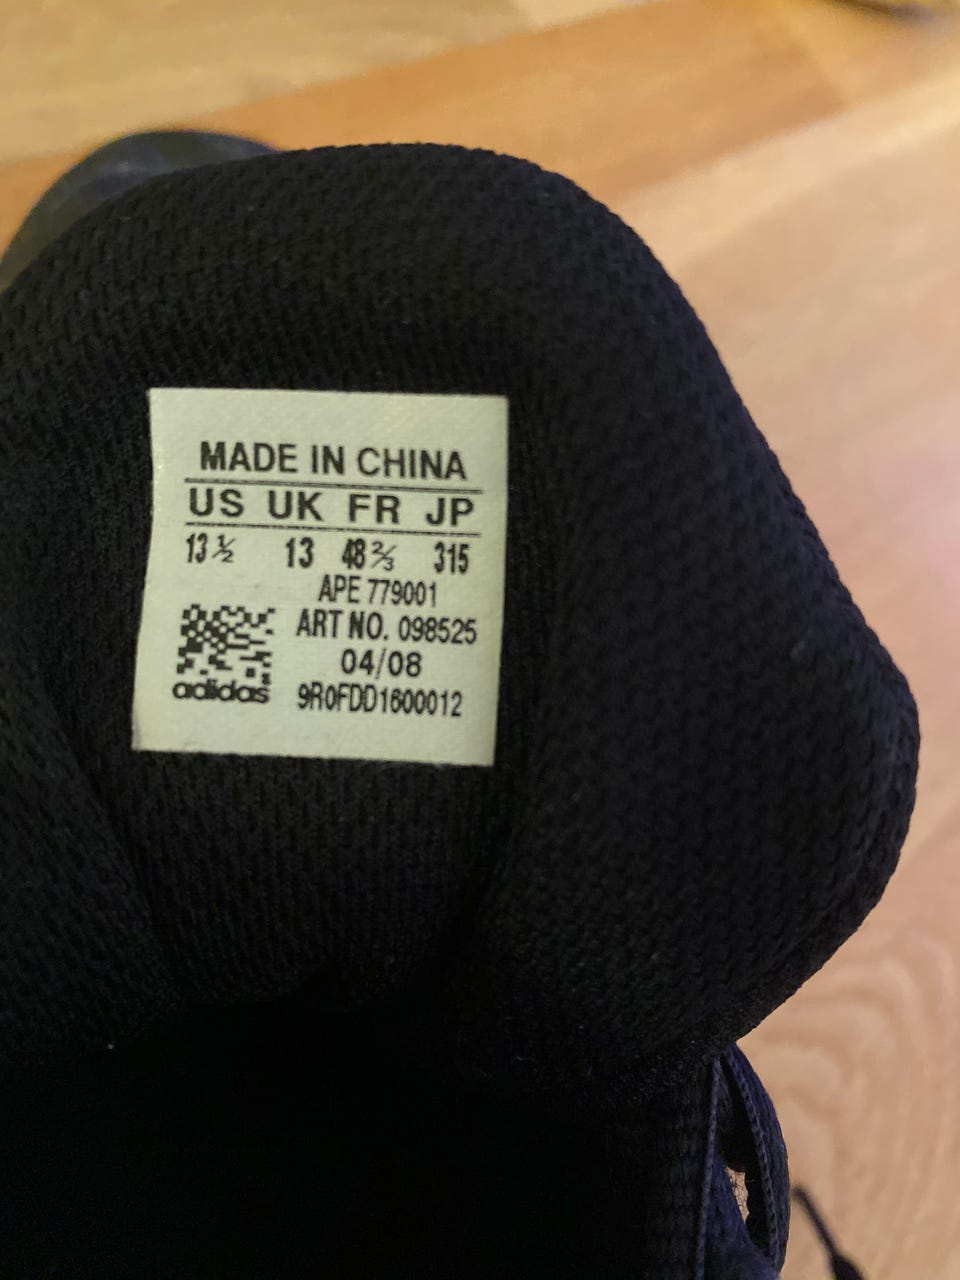 MADE IN CHINA
US UK FR JP
13½ 13 48⅔ 315
APE 779001
ART NO. 098525
04/08
adidas 9R0FDD1600012